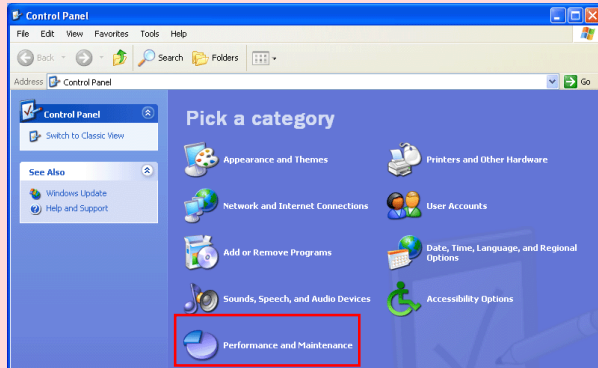 Control Panel
File Edit View Favorites Tools Help
Back Search Folders
Address Control Panel Go
Control Panel
Switch to Classic View
See Also
Windows Update
Help and Support
Pick a category
Appearance and Themes
Printers and Other Hardware
Network and Internet Connections
User Accounts
Add or Remove Programs
Date, Time, Language, and Regional
Options
Sounds, Speech, and Audio Devices
Accessibility Options
Performance and Maintenance